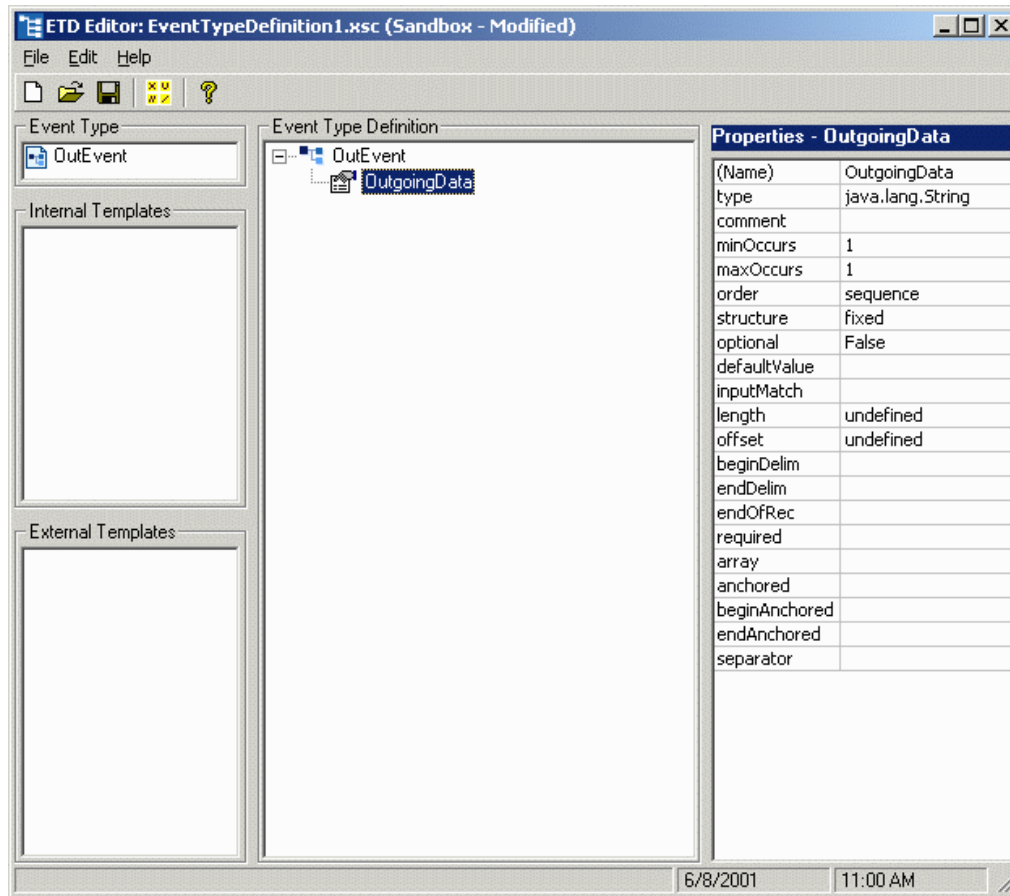 ETD Editor: EventTypeDefinition1.xsc (Sandbox - Modified)
File Edit Help
Event Type
OutEvent
Internal Templates
External Templates
Event Type Definition
OutEvent
OutgoingData
Properties - OutgoingData
(Name) OutgoingData
type java.lang.String
comment
minOccurs 1
maxOccurs 1
order sequence
structure fixed
optional False
defaultValue
inputMatch
length undefined
offset undefined
beginDelim
endDelim
endOfRec
required
array
anchored
beginAnchored
endAnchored
separator
6/8/2001 11:00 AM